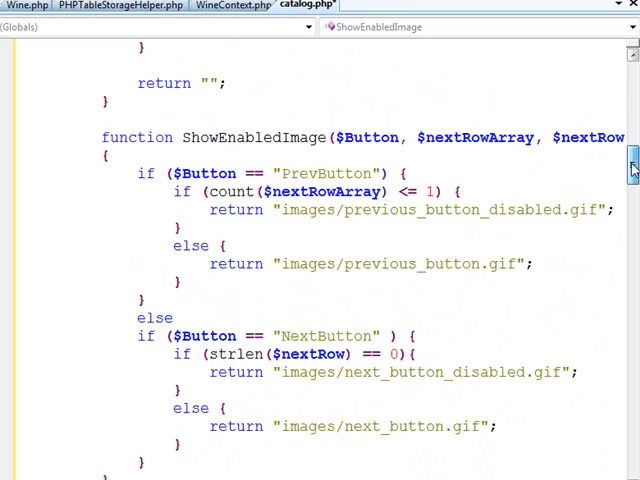 Wine.php PHPTableStorageHelper.php WineContext.php catalog.php*
(Globals) ShowEnabledImage
}
return "";
}
function ShowEnabledImage($Button, $nextRowArray, $nextRow
{
if ($Button == "PrevButton") {
if (count($nextRowArray) <= 1) {
return "images/previous_button_disabled.gif";
}
else {
return "images/previous_button.gif";
}
}
else
if ($Button == "NextButton" ) {
if (strlen($nextRow) == 0){
return "images/next_button_disabled.gif";
}
else {
return "images/next_button.gif";
}
}